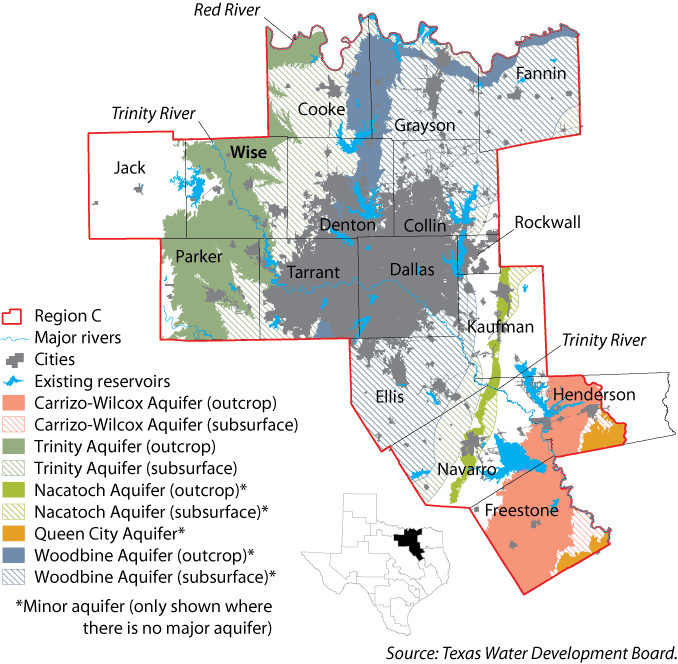 Red River
Fannin
Cooke
Grayson
Trinity River
Wise
Jack
Denton
Collin
Rockwall
Parker
Tarrant
Dallas
Kaufman
Trinity River
Ellis
Henderson
Navarro
Freestone
Region C
Major rivers
Cities
Existing reservoirs
Carrizo-Wilcox Aquifer (outcrop)
Carrizo-Wilcox Aquifer (subsurface)
Trinity Aquifer (outcrop)
Trinity Aquifer (subsurface)
Nacatoch Aquifer (outcrop)*
Nacatoch Aquifer (subsurface)*
Queen City Aquifer*
Woodbine Aquifer (outcrop)*
Woodbine Aquifer (subsurface)*
*Minor aquifer (only shown where
there is no major aquifer)
Source: Texas Water Development Board.